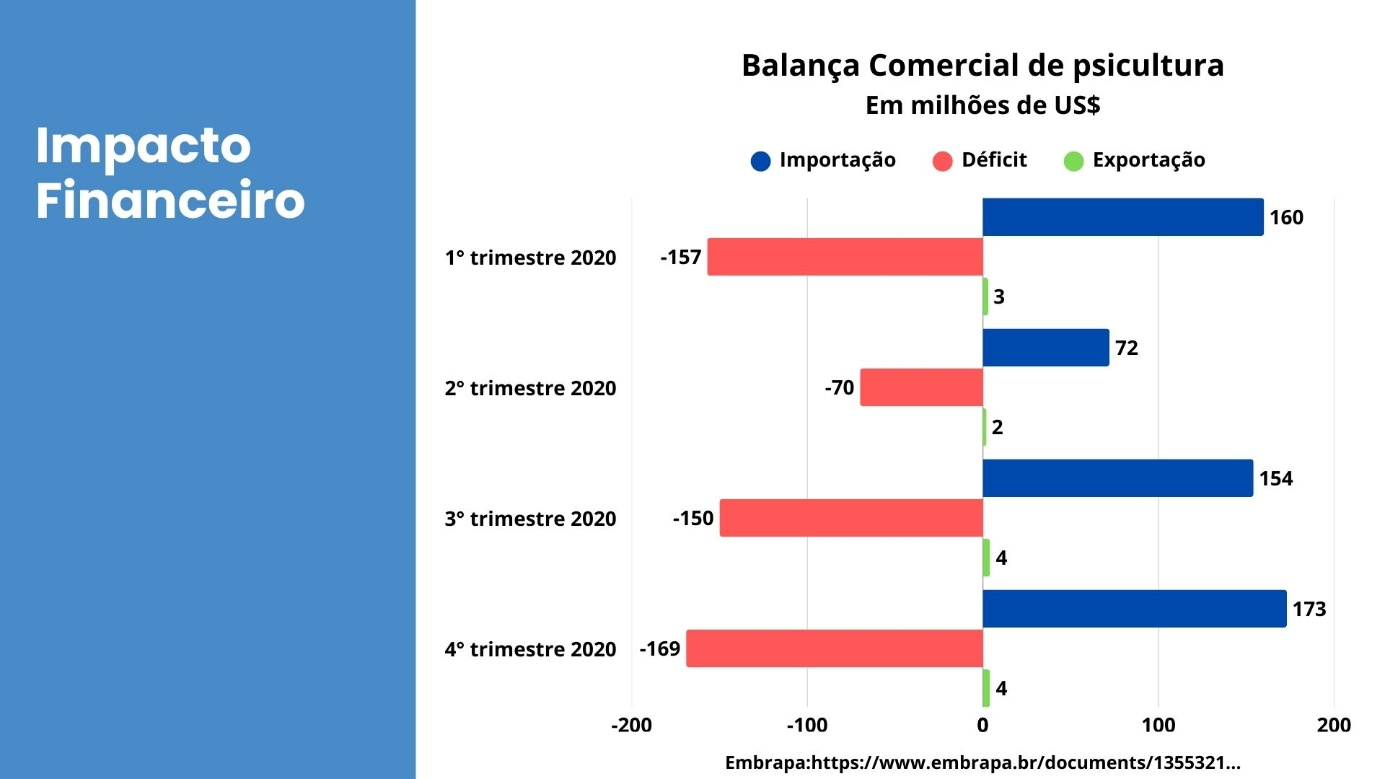 Impacto
Financeiro
Balança Comercial de psicultura
Em milhões de US$
Importação Déficit Exportação
160
1° trimestre 2020 -157
3
72
2° trimestre 2020 -70
2
154
3° trimestre 2020 -150
4
173
4° trimestre 2020 -169
4
-200 -100 0 100 200
Embrapa:https://www.embrapa.br/documents/1355321...